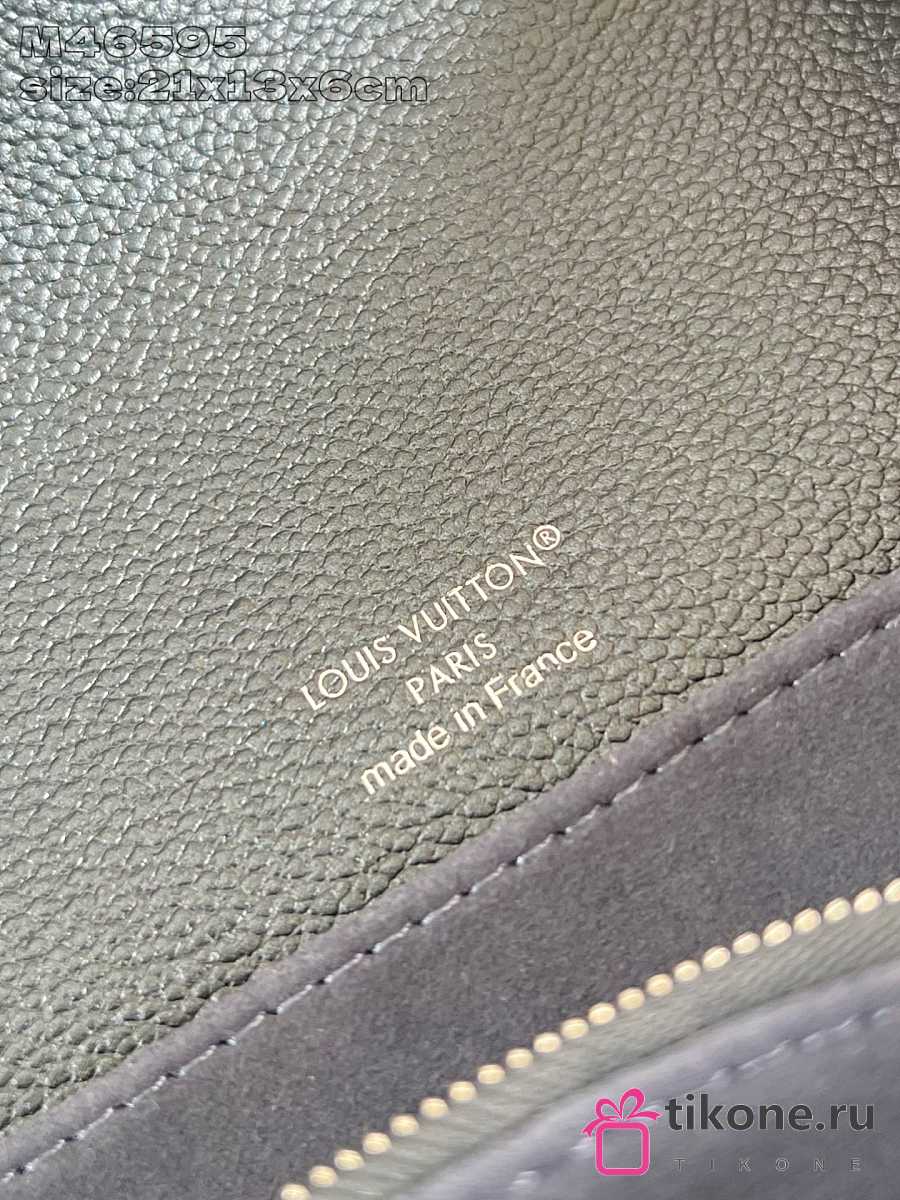 M46595
size:21x13x6cm
LOUIS VUITTON®
PARIS
made in France
tikone.ru
TIKONE